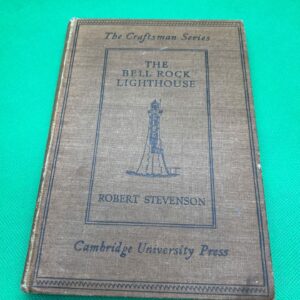 The Craftsman Series
THE
BELL ROCK
LIGHTHOUSE
ROBERT STEVENSON
Cambridge University Press